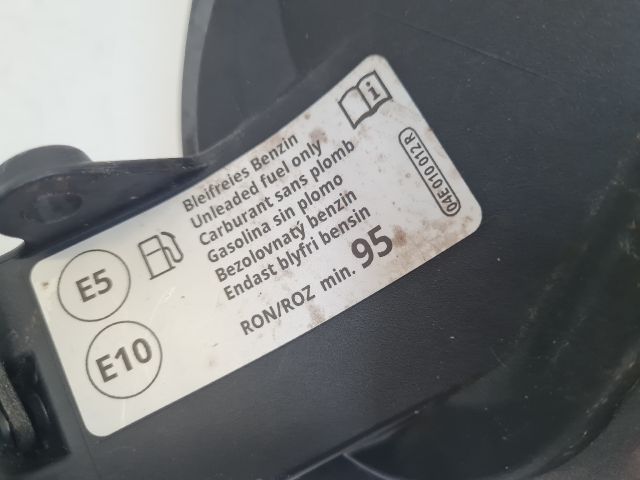 Bleifreies Benzin
Unleaded fuel only
Carburant sans plomb
Gasolina sin plomo
Bezolovnatý benzin
Endast blyfri bensin
RON/ROZ min. 95
E5
E10
i
04E010012R